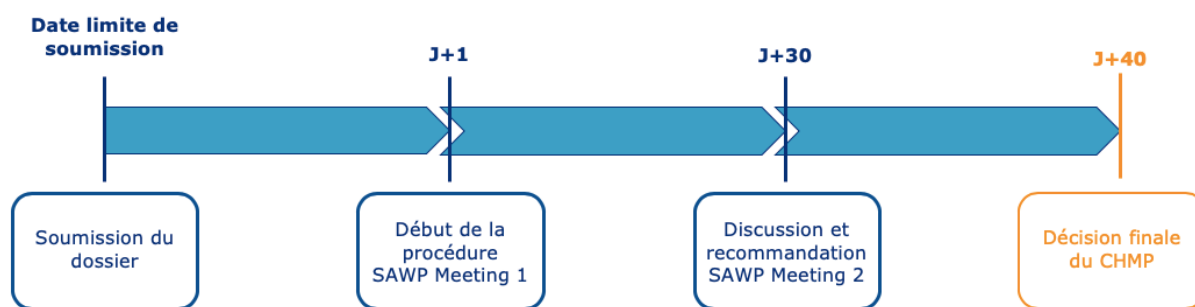 Date limite de
soumission
J+1
J+30
J+40
Soumission du
dossier
Début de la
procédure
SAWP Meeting 1
Discussion et
recommandation
SAWP Meeting 2
Décision finale
du CHMP